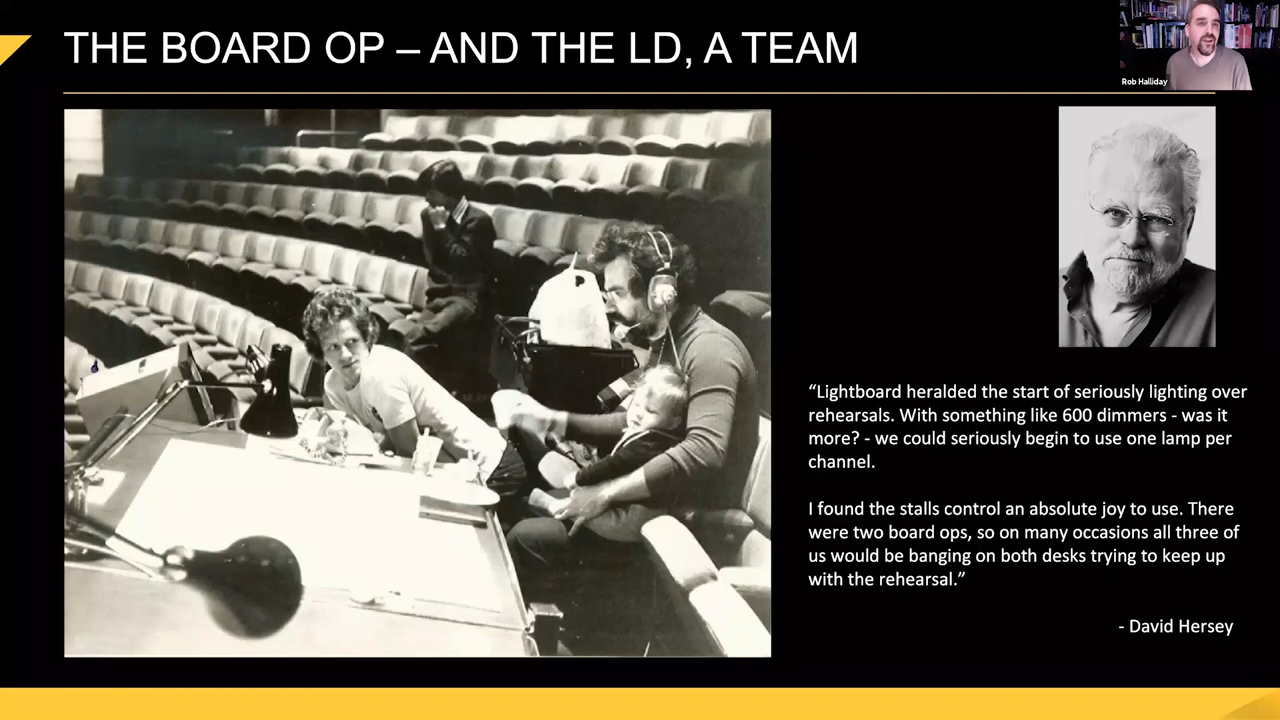 THE BOARD OP – AND THE LD, A TEAM
Rob Halliday
“Lightboard heralded the start of seriously lighting over
rehearsals. With something like 600 dimmers - was it
more? - we could seriously begin to use one lamp per
channel.
I found the stalls control an absolute joy to use. There
were two board ops, so on many occasions all three of
us would be banging on both desks trying to keep up
with the rehearsal.”
- David Hersey